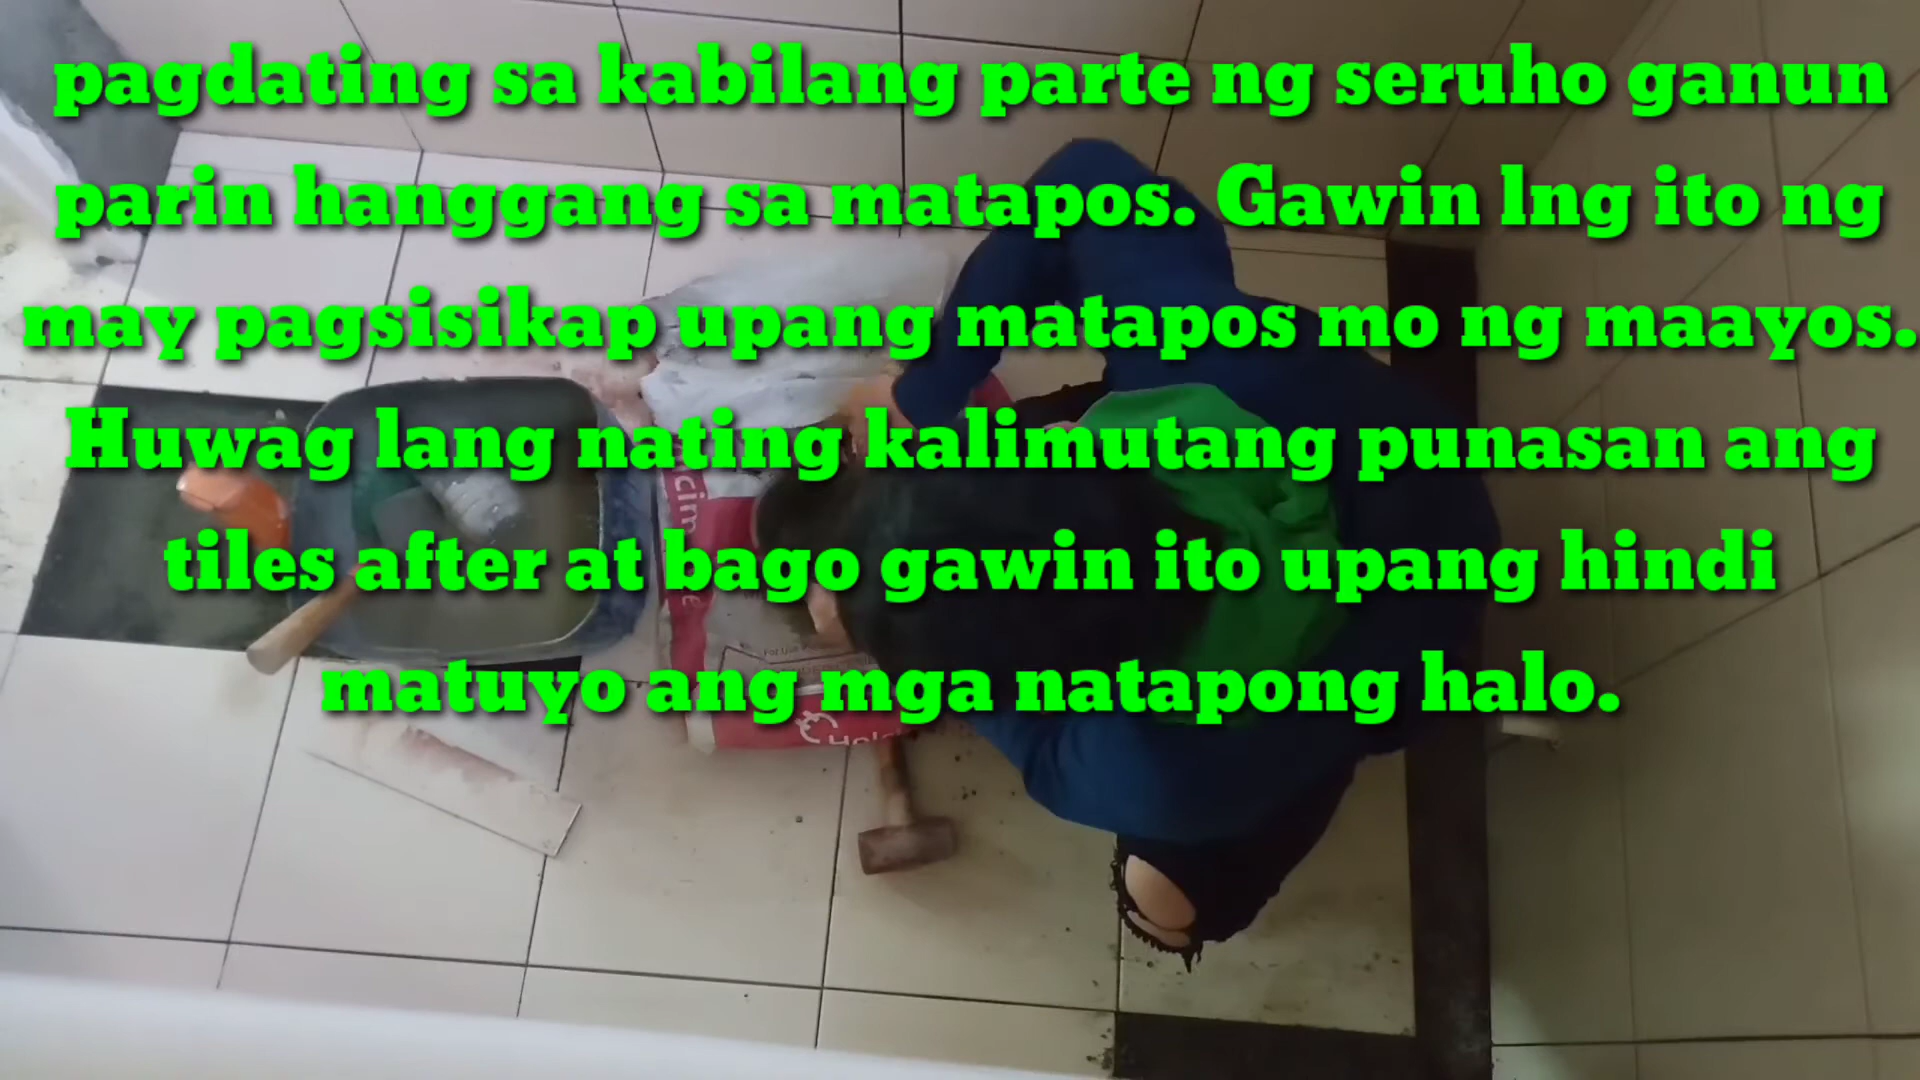 pagdating sa kabilang parte ng seruho ganun
parin hanggang sa matapos. Gawin lng ito ng
may pagsisikap upang matapos mo ng maayos.
Huwag lang nating kalimutang punasan ang
tiles after at bago gawin ito upang hindi
matuyo ang mga natapong halo.